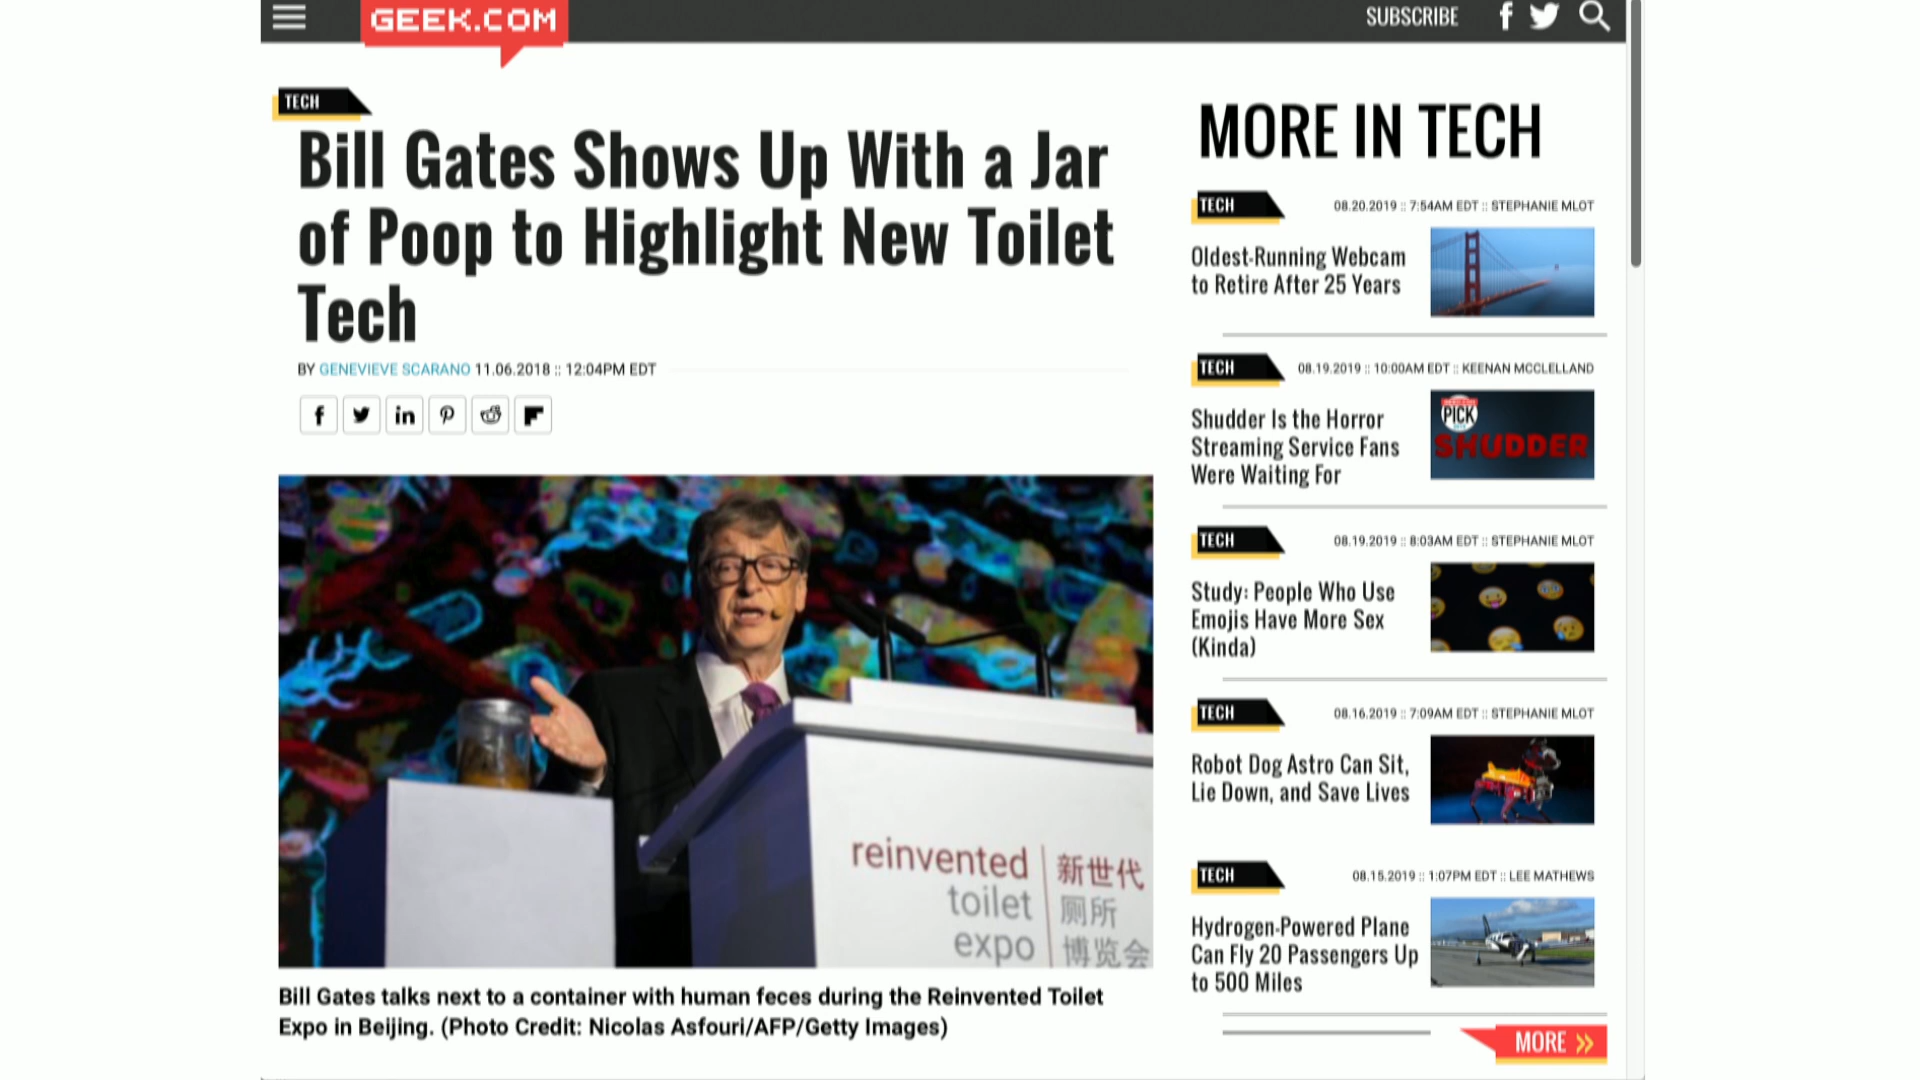 GEEK.COM
SUBSCRIBE
TECH
Bill Gates Shows Up With a Jar
of Poop to Highlight New Toilet
Tech
BY GENEVIEVE SCARANO 11.06.2018 :: 12:04PM EDT
reinvented
toilet
expo
新世代
厕所
博览会
Bill Gates talks next to a container with human feces during the Reinvented Toilet
Expo in Beijing. (Photo Credit: Nicolas Asfouri/AFP/Getty Images)
MORE IN TECH
TECH
08.20.2019 :: 7:54AM EDT :: STEPHANIE MLOT
Oldest-Running Webcam
to Retire After 25 Years
TECH
08.19.2019 :: 10:00AM EDT :: KEENAN MCCLELLAND
Shudder Is the Horror
Streaming Service Fans
Were Waiting For
PICK
SHUDDER
TECH
08.19.2019 :: 8:03AM EDT :: STEPHANIE MLOT
Study: People Who Use
Emojis Have More Sex
(Kinda)
TECH
08.16.2019 :: 7:09AM EDT :: STEPHANIE MLOT
Robot Dog Astro Can Sit,
Lie Down, and Save Lives
TECH
08.15.2019 :: 1:07PM EDT :: LEE MATHEWS
Hydrogen-Powered Plane
Can Fly 20 Passengers Up
to 500 Miles
MORE »